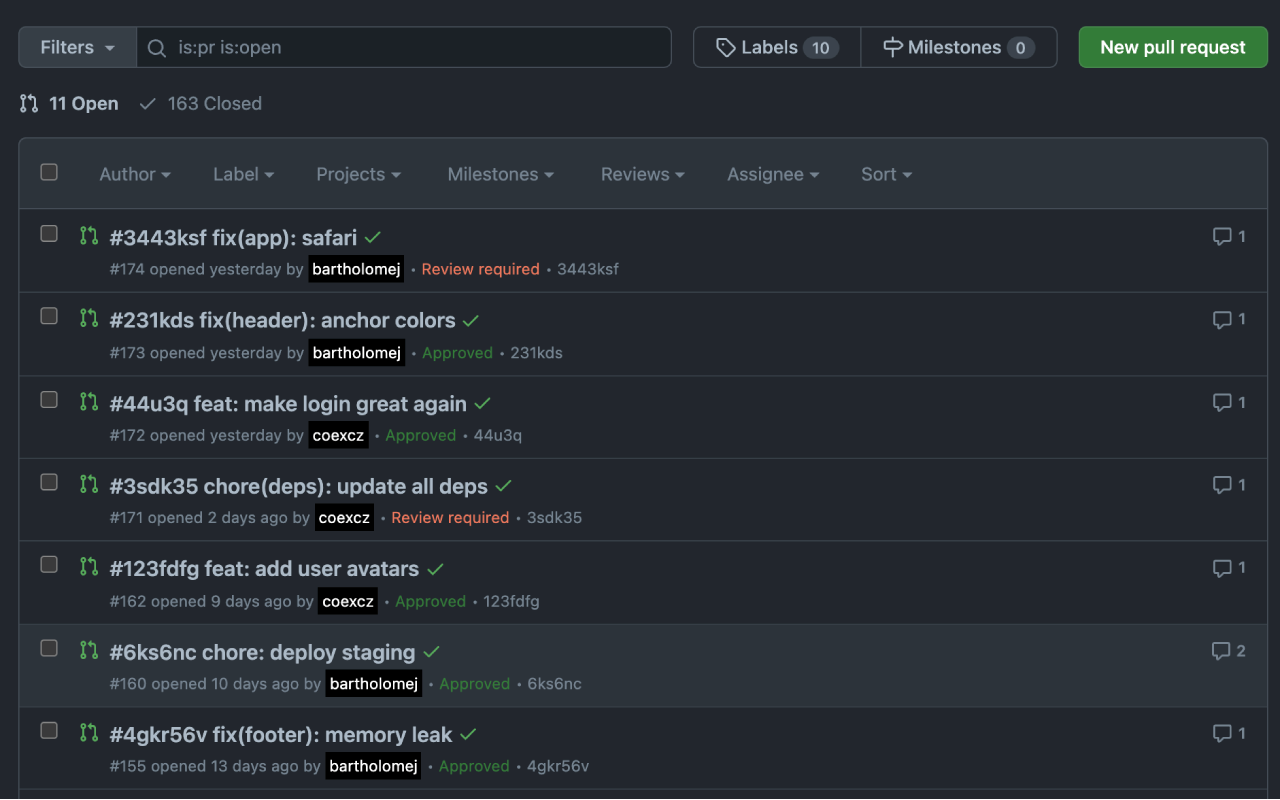 Filters is:pr is:open Labels 10 Milestones 0 New pull request
11 Open 163 Closed
Author Label Projects Milestones Reviews Assignee Sort
#3443ksf fix(app): safari 1
#174 opened yesterday by bartholomej • Review required • 3443ksf
#231kds fix(header): anchor colors 1
#173 opened yesterday by bartholomej • Approved • 231kds
#44u3q feat: make login great again 1
#172 opened yesterday by coexcz • Approved • 44u3q
#3sdk35 chore(deps): update all deps 1
#171 opened 2 days ago by coexcz • Review required • 3sdk35
#123fdfg feat: add user avatars 1
#162 opened 9 days ago by coexcz • Approved • 123fdfg
#6ks6nc chore: deploy staging 2
#160 opened 10 days ago by bartholomej • Approved • 6ks6nc
#4gkr56v fix(footer): memory leak 1
#155 opened 13 days ago by bartholomej • Approved • 4gkr56v